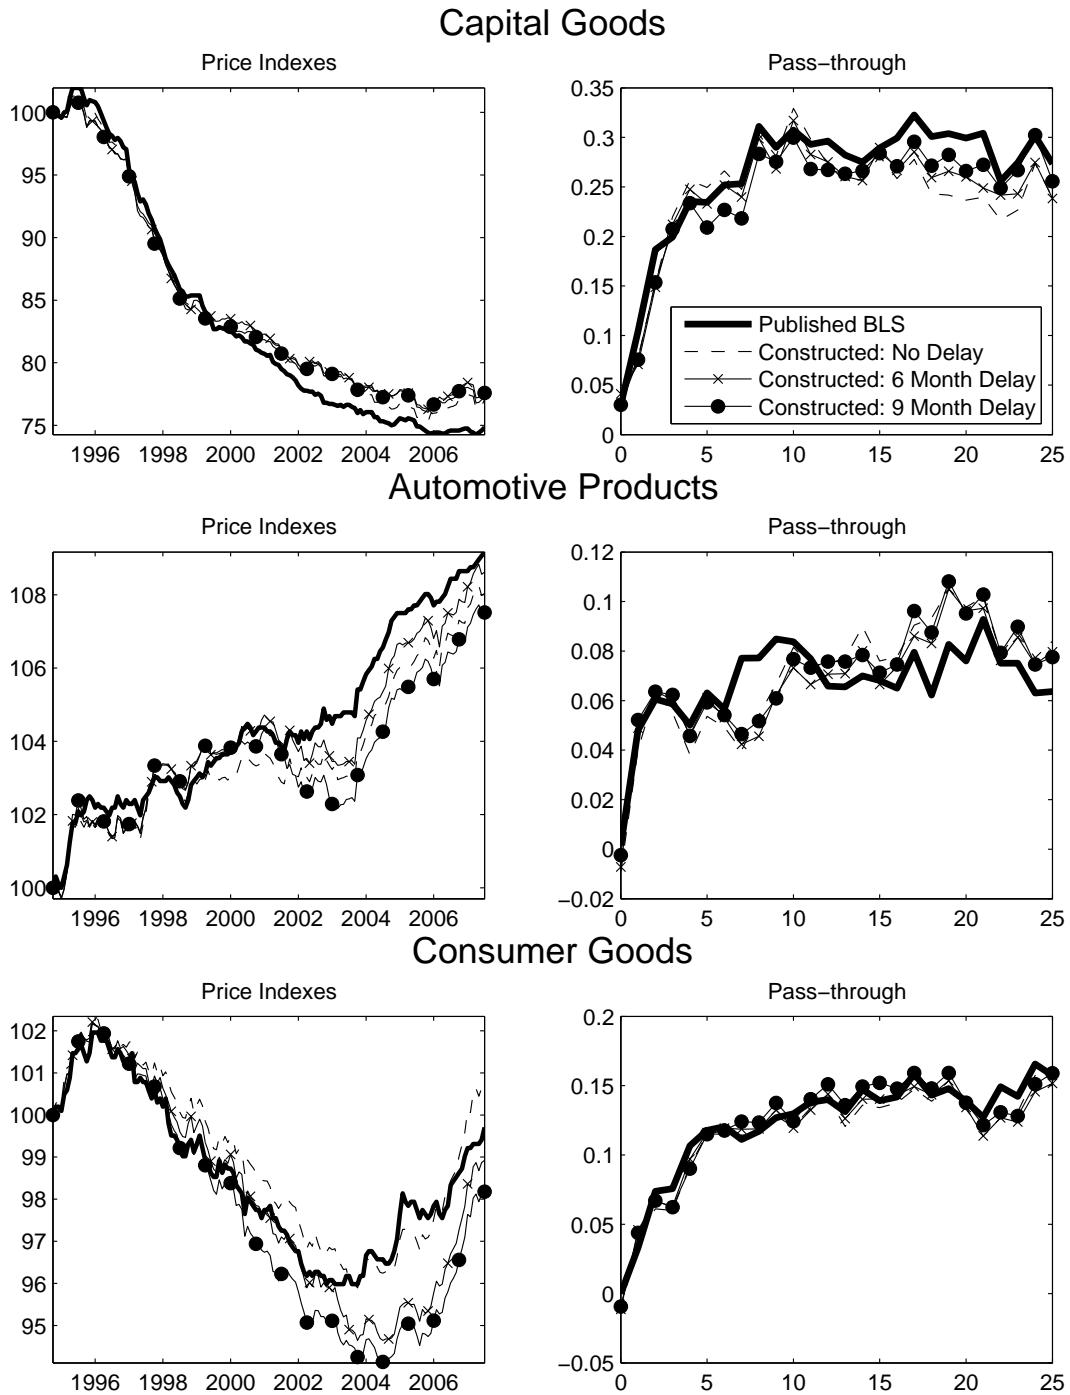 Capital Goods
Price Indexes
100
95
90
85
80
75
1996 1998 2000 2002 2004 2006
Pass−through
0.35
0.3
0.25
0.2
0.15
0.1
0.05
0
0 5 10 15 20 25
Published BLS
Constructed: No Delay
Constructed: 6 Month Delay
Constructed: 9 Month Delay
Automotive Products
Price Indexes
108
106
104
102
100
1996 1998 2000 2002 2004 2006
Pass−through
0.12
0.1
0.08
0.06
0.04
0.02
0
−0.02
0 5 10 15 20 25
Consumer Goods
Price Indexes
102
101
100
99
98
97
96
95
1996 1998 2000 2002 2004 2006
Pass−through
0.2
0.15
0.1
0.05
0
−0.05
0 5 10 15 20 25